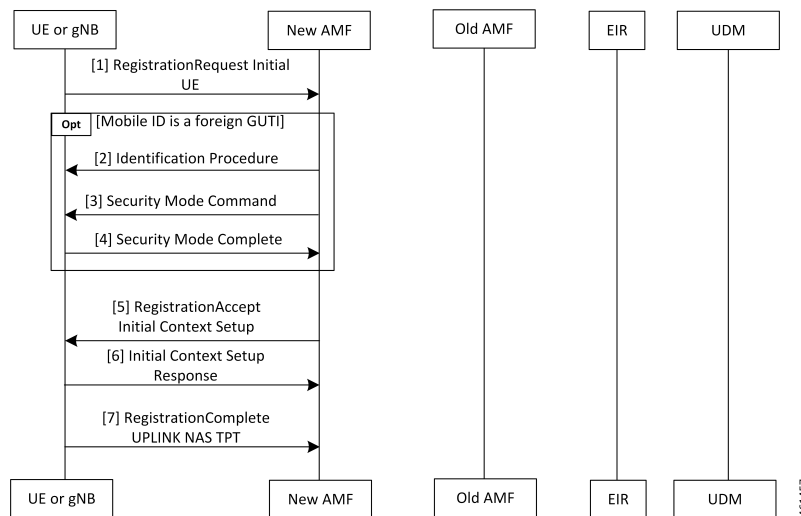 UE or gNB
New AMF
Old AMF
EIR
UDM
[1] RegistrationRequest Initial
UE
Opt
[Mobile ID is a foreign GUTI]
[2] Identification Procedure
[3] Security Mode Command
[4] Security Mode Complete
[5] RegistrationAccept
Initial Context Setup
[6] Initial Context Setup
Response
[7] RegistrationComplete
UPLINK NAS TPT
UE or gNB
New AMF
Old AMF
EIR
UDM